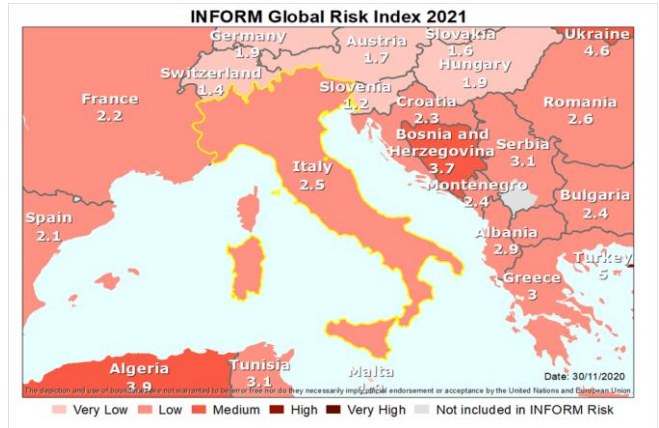 INFORM Global Risk Index 2021
Germany
1.9
Austria
1.7
Slovakia
1.6
Ukraine
4.6
Switzerland
1.4
Hungary
1.9
Slovenia
1.2
France
2.2
Croatia
2.3
Romania
2.6
Bosnia and
Herzegovina
3.7
Serbia
3.1
Italy
2.5
Montenegro
2.4
Bulgaria
2.4
Spain
2.1
Albania
2.9
Turkey
5
Greece
3
Algeria
3.9
Tunisia
3.1
Malta
Date: 30/11/2020
The depiction and use of boundaries are not warranted to be error free nor do they necessarily imply official endorsement or acceptance by the United Nations and European Union.
Very Low
Low
Medium
High
Very High
Not included in INFORM Risk